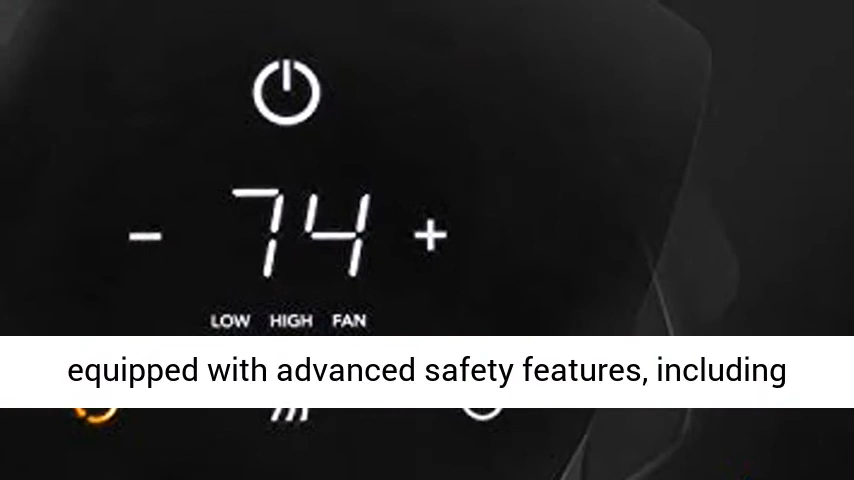 - 74 +
LOW HIGH FAN
equipped with advanced safety features, including